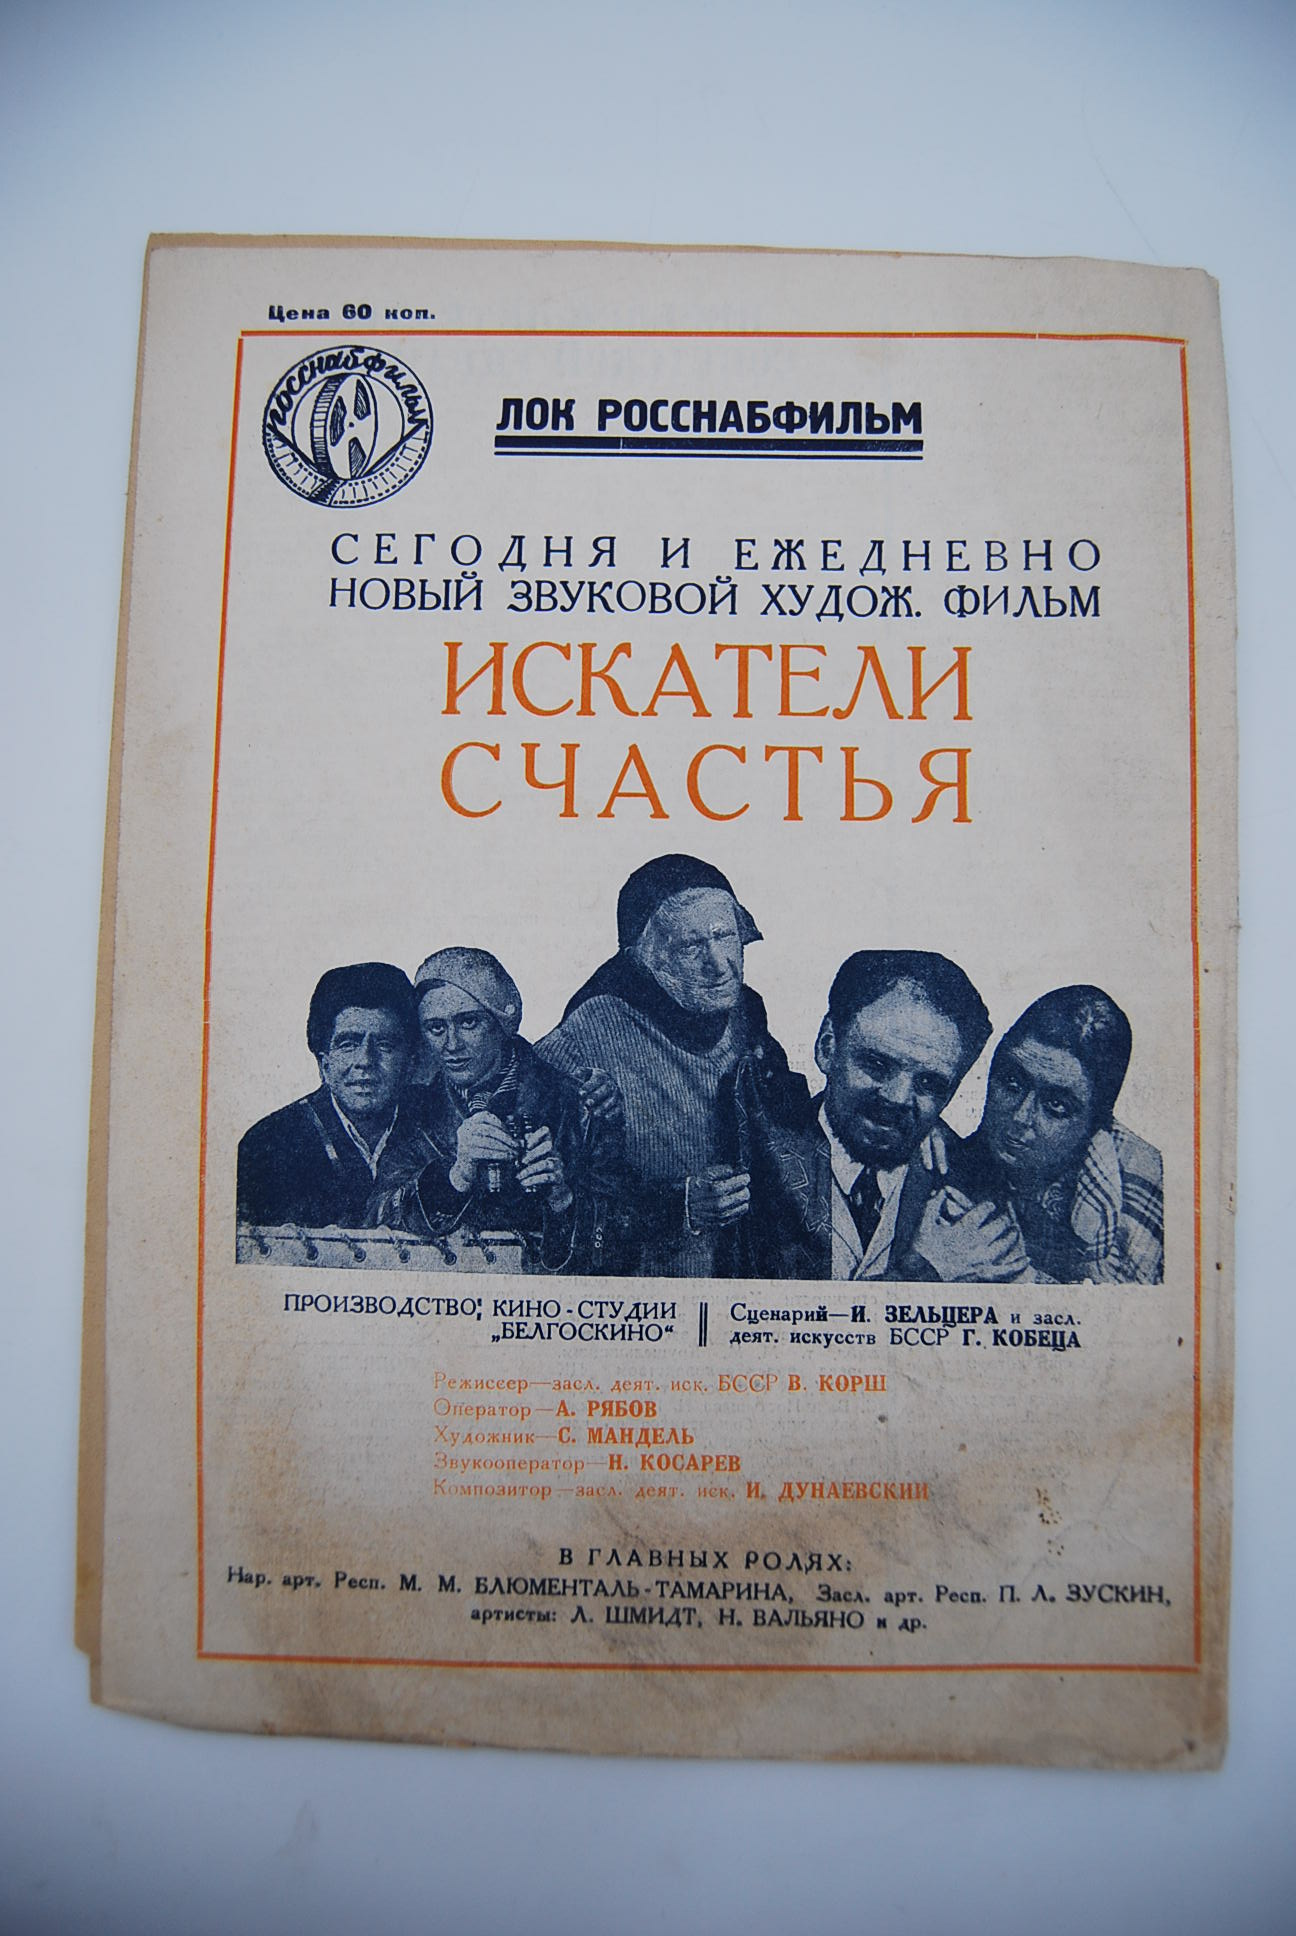 Цена 60 коп.
Росснабфильм
ЛОК РОССНАБФИЛЬМ
СЕГОДНЯ И ЕЖЕДНЕВНО
НОВЫЙ ЗВУКОВОЙ ХУДОЖ. ФИЛЬМ
ИСКАТЕЛИ
СЧАСТЬЯ
ПРОИЗВОДСТВО: КИНО-СТУДИИ
„БЕЛГОСКИНО“
Сценарий—И. ЗЕЛЬЦЕРА и засл.
деят. искусств БССР Г. КОБЕЦА
Режиссер—засл. деят. иск. БССР В. КОРШ
Оператор—А. РЯБОВ
Художник—С. МАНДЕЛЬ
Звукооператор—Н. КОСАРЕВ
Композитор—засл. деят. иск. И. ДУНАЕВСКИЙ
В ГЛАВНЫХ РОЛЯХ:
Нар. арт. Респ. М. М. БЛЮМЕНТАЛЬ-ТАМАРИНА, Засл. арт. Респ. П. Л. ЗУСКИН,
артисты: Л. ШМИДТ, Н. ВАЛЬЯНО и др.